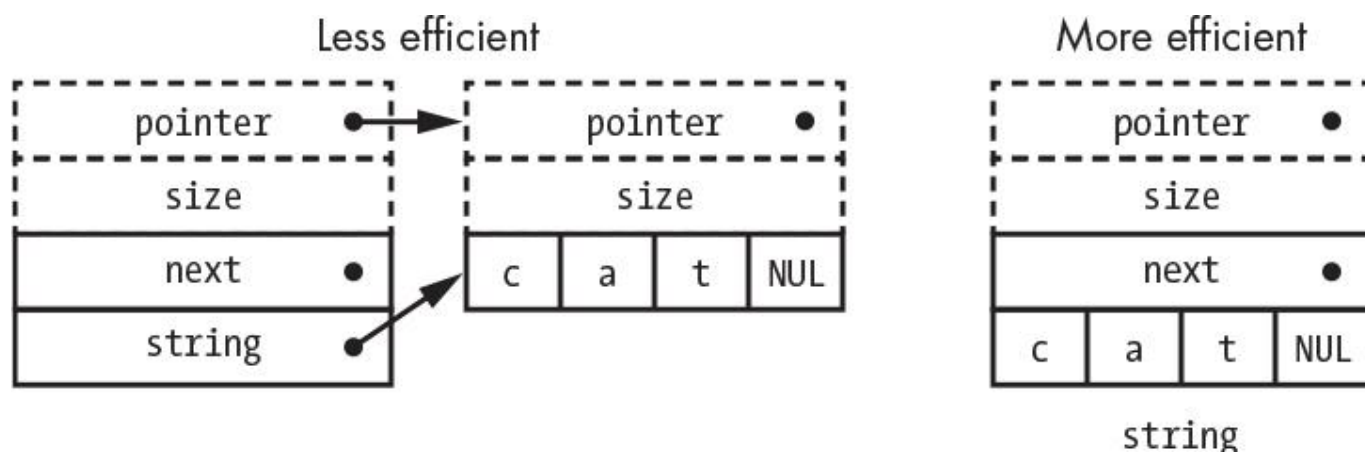 Less efficient
pointer
size
next
string
pointer
size
c a t NUL
More efficient
pointer
size
next
c a t NUL
string